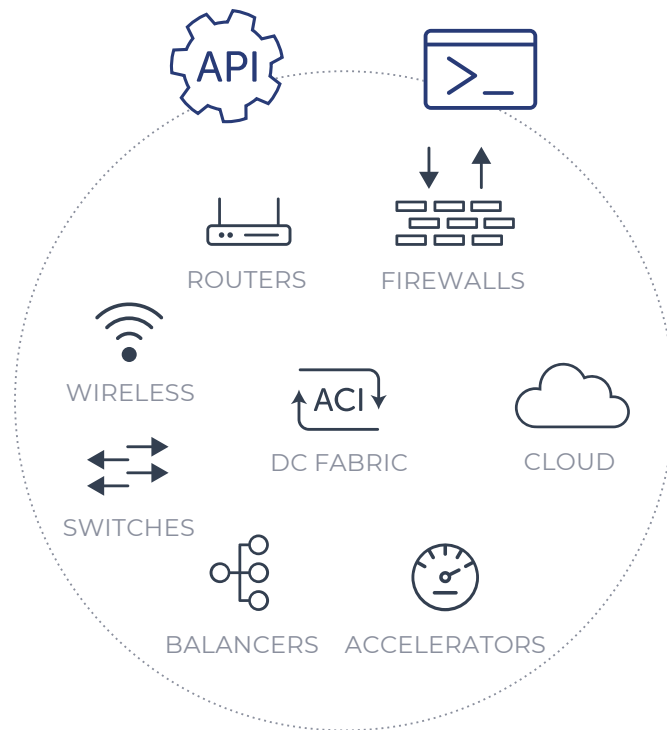 API
>_
ROUTERS
FIREWALLS
WIRELESS
ACI
DC FABRIC
CLOUD
SWITCHES
BALANCERS
ACCELERATORS